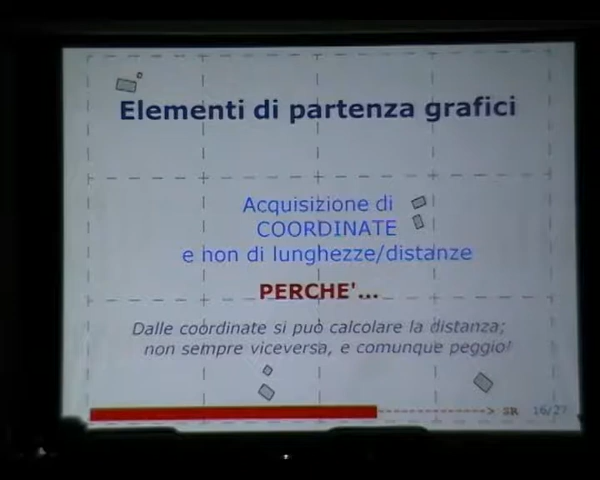 Elementi di partenza grafici
Acquisizione di
COORDINATE
e non di lunghezze/distanze
PERCHE'...
Dalle coordinate si può calcolare la distanza;
non sempre viceversa, e comunque peggio!
SR 16/27